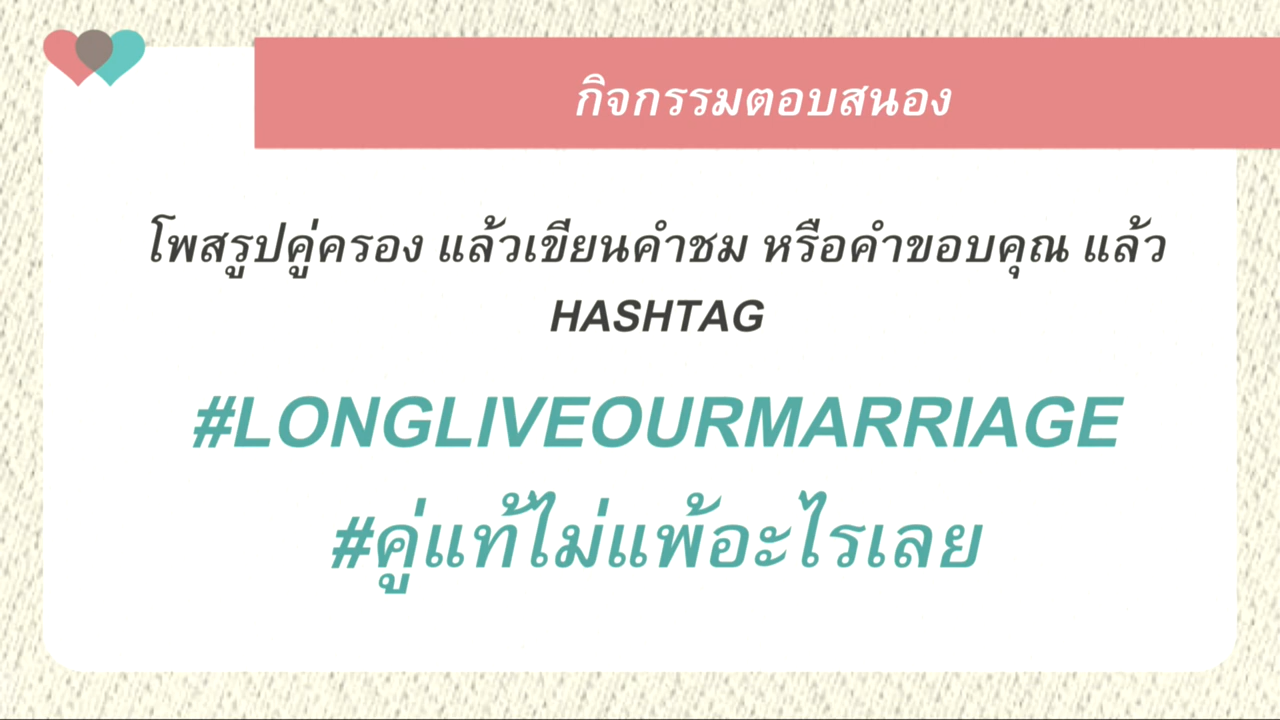 กิจกรรมตอบสนอง
โพสรูปคู่ครอง แล้วเขียนคำชม หรือคำขอบคุณ แล้ว
HASHTAG
#LONGLIVEOURMARRIAGE
#คู่แท้ไม่แพ้อะไรเลย